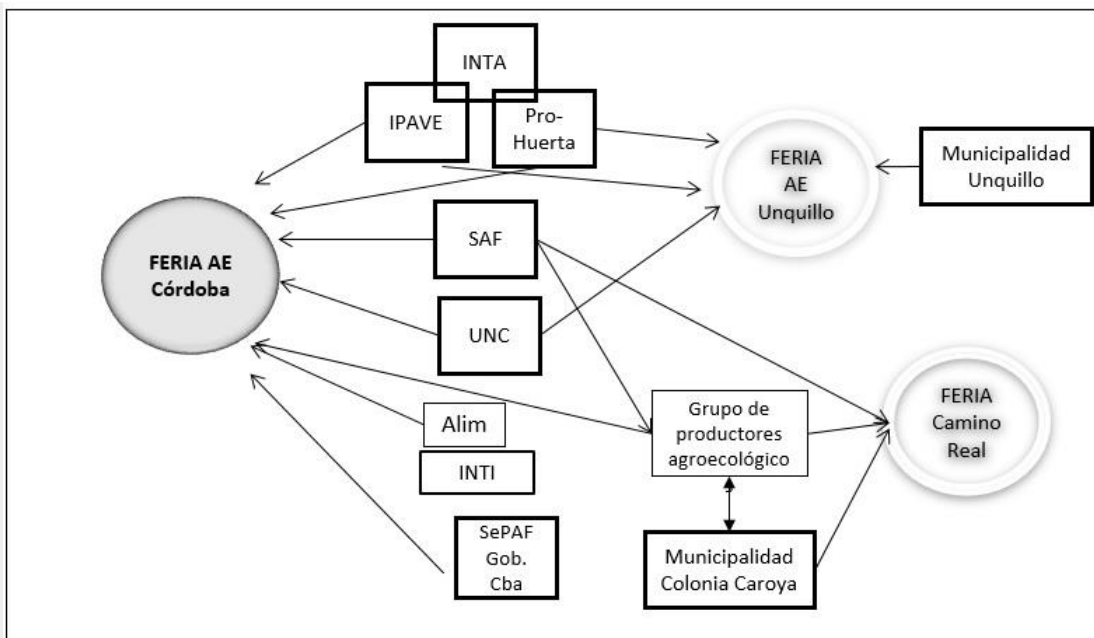 INTA
IPAVE
Pro-
Huerta
FERIA
AE
Unquillo
Municipalidad
Unquillo
FERIA AE
Córdoba
SAF
UNC
Alim
INTI
SePAF
Gob.
Cba
Grupo de
productores
agroecológico
Municipalidad
Colonia Caroya
FERIA
Camino
Real